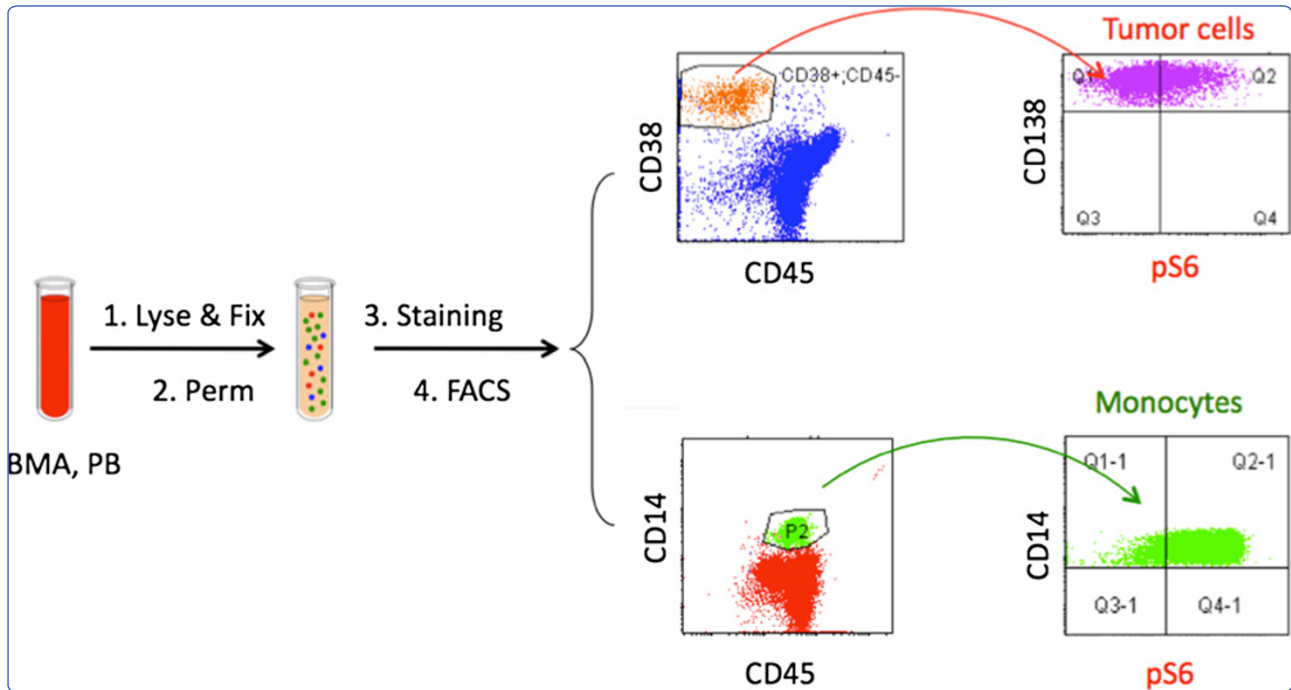 BMA, PB
1. Lyse & Fix
2. Perm
3. Staining
4. FACS
CD38
CD38+;CD45-
CD45
Tumor cells
CD138
Q1
Q2
Q3
Q4
pS6
CD14
P2
CD45
Monocytes
CD14
Q1-1
Q2-1
Q3-1
Q4-1
pS6